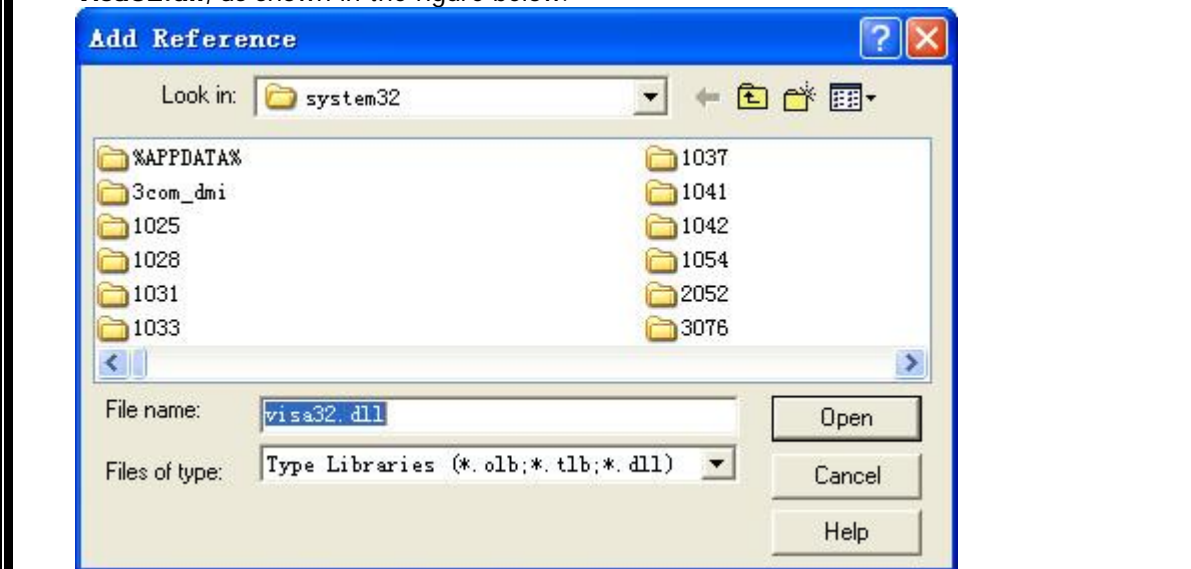 Add Reference
Look in: system32
%APPDATA% 1037
3com_dmi 1041
1025 1042
1028 1054
1031 2052
1033 3076
File name: visa32.dll Open
Files of type: Type Libraries (*.olb;*.tlb;*.dll) Cancel
Help